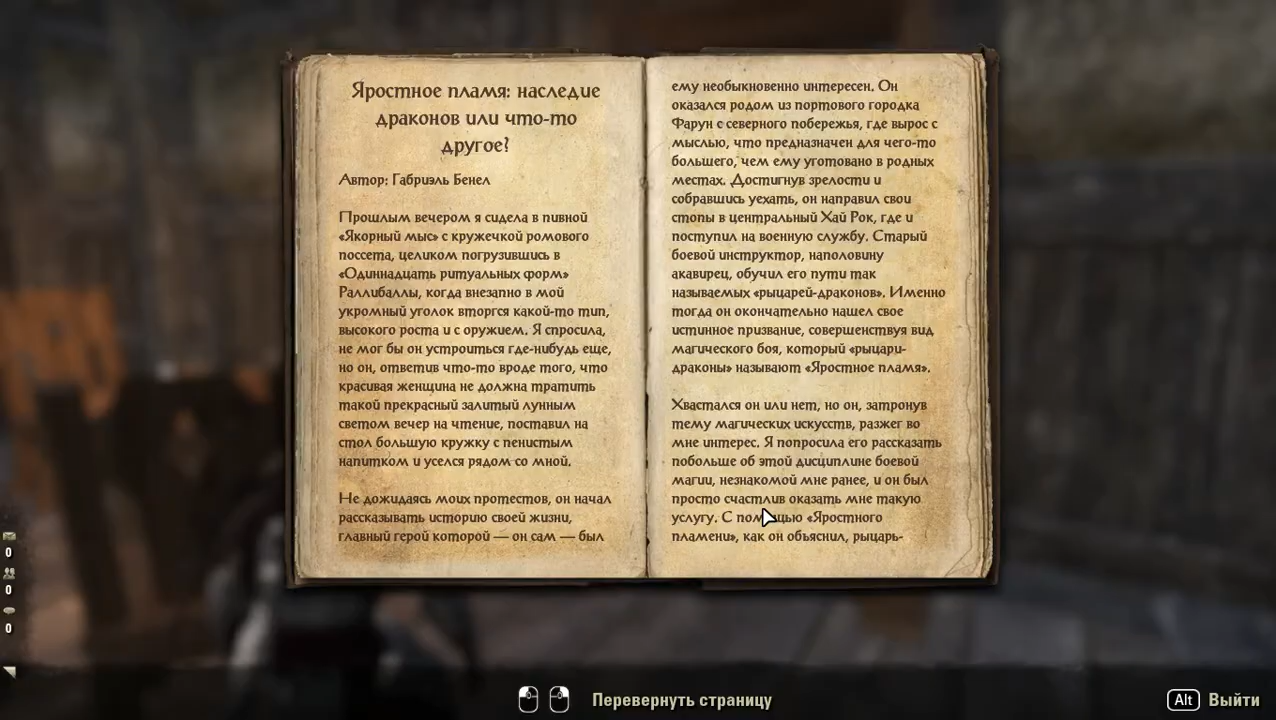 Яростное пламя: наследие
драконов или что-то
другое?
Автор: Габриэль Бенел
Прошлым вечером я сидела в пивной
«Якорный мыс» с кружечкой ромового
поссета, целиком погрузившись в
«Одиннадцать ритуальных форм»
Раллибаллы, когда внезапно в мой
укромный уголок вторгся какой-то тип,
высокого роста и с оружием. Я спросила,
не мог бы он устроиться где-нибудь еще,
но он, ответив что-то вроде того, что
красивая женщина не должна тратить
такой прекрасный залитый лунным
светом вечер на чтение, поставил на
стол большую кружку с пенистым
напитком и уселся рядом со мной.
Не дожидаясь моих протестов, он начал
рассказывать историю своей жизни,
главный герой которой — он сам — был
ему необыкновенно интересен. Он
оказался родом из портового городка
Фарун с северного побережья, где вырос с
мыслью, что предназначен для чего-то
большего, чем ему уготовано в родных
местах. Достигнув зрелости и
собравшись уехать, он направил свои
стопы в центральный Хай Рок, где и
поступил на военную службу. Старый
боевой инструктор, наполовину
акавирец, обучил его пути так
называемых «рыцарей-драконов». Именно
тогда он окончательно нашел свое
истинное призвание, совершенствуя вид
магического боя, который «рыцари-
драконы» называют «Яростное пламя».
Хвастался он или нет, но он, затронув
тему магических искусств, разжег во
мне интерес. Я попросила его рассказать
побольше об этой дисциплине боевой
магии, незнакомой мне ранее, и он был
просто счастлив оказать мне такую
услугу. С помощью «Яростного
пламени», как он объяснил, рыцарь-
0
0
0
Перевернуть страницу
Alt Выйти